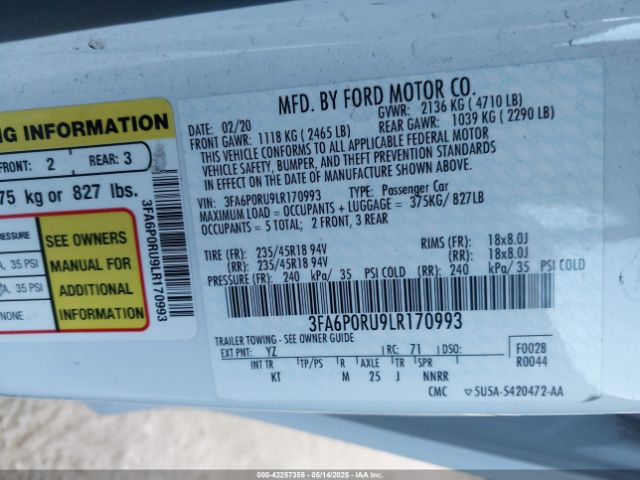 NG INFORMATION
FRONT: 2 REAR: 3
75 kg or 827 lbs.
PRESSURE
A, 35 PSI
A, 35 PSI
NONE
SEE OWNERS
MANUAL FOR
ADDITIONAL
INFORMATION
3FA6P0RU9LR170993
MFD. BY FORD MOTOR CO.
DATE: 02/20 GVWR: 2136 KG ( 4710 LB)
FRONT GAWR: 1118 KG ( 2465 LB) REAR GAWR: 1039 KG ( 2290 LB)
THIS VEHICLE CONFORMS TO ALL APPLICABLE FEDERAL MOTOR
VEHICLE SAFETY, BUMPER, AND THEFT PREVENTION STANDARDS
IN EFFECT ON THE DATE OF MANUFACTURE SHOWN ABOVE.
VIN: 3FA6P0RU9LR170993 TYPE: Passenger Car
MAXIMUM LOAD = OCCUPANTS + LUGGAGE = 375KG/ 827LB
OCCUPANTS = 5 TOTAL; 2 FRONT, 3 REAR
TIRE (FR): 235/45R18 94V RIMS (FR): 18x8.0J
(RR): 235/45R18 94V (RR): 18x8.0J
PRESSURE (FR): 240 kPa/ 35 PSI COLD (RR): 240 kPa/ 35 PSI COLD
3FA6P0RU9LR170993
TRAILER TOWING - SEE OWNER GUIDE
EXT PNT: YZ RC: 71 DSO: F0028
INT TR TP/PS R AXLE TR SPR R0044
KT M 25 J NNRR
CMC 5U5A-5420472-AA
000-42257358 - 05/14/2025 - IAAI.COM